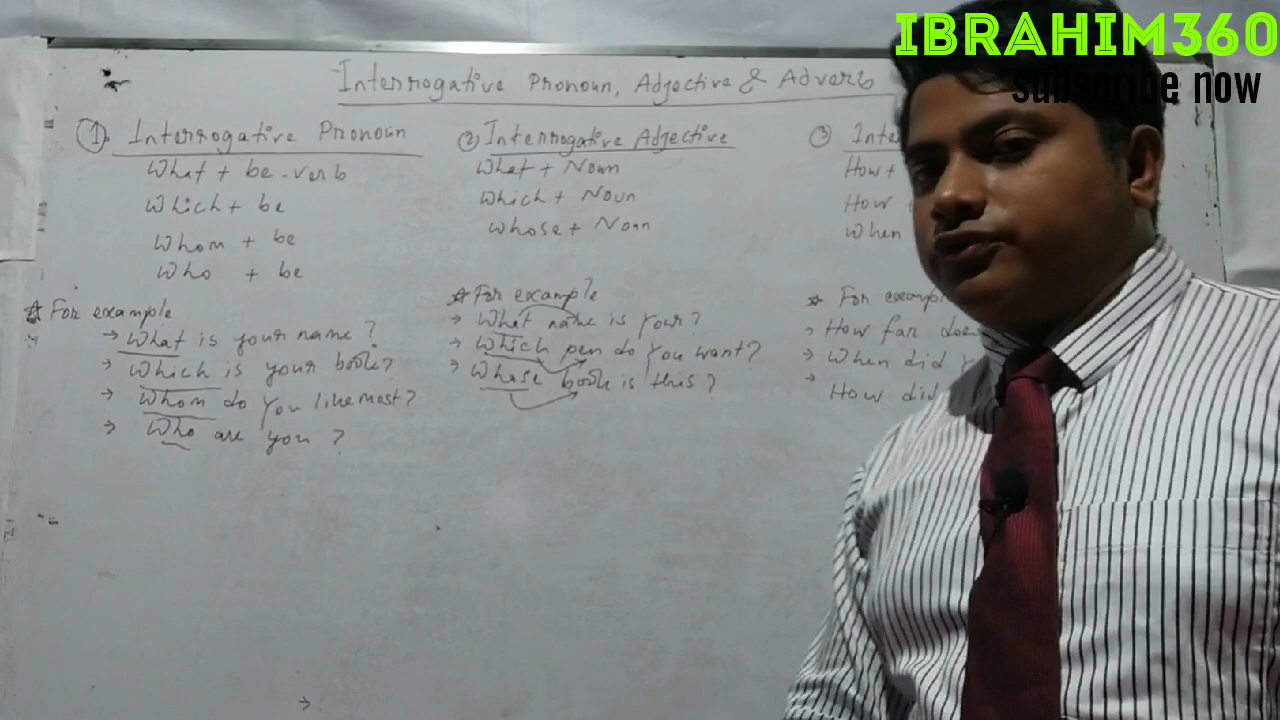 IBRAHIM360
subscribe now
Interrogative Pronoun, Adjective & Adverb
1. Interrogative Pronoun
What + be-verb
Which + be
Whom + be
Who + be
☆ For example
→ What is your name?
→ Which is your book?
→ Whom do you like most?
→ Who are you?
② Interrogative Adjective
What + Noun
Which + Noun
Whose + Noun
☆ For example
→ What name is your?
→ Which pen do you want?
→ Whose book is this?
③ Inte
How +
How
When
☆ For exampl
→ How far doe
→ When did y
→ How did
→